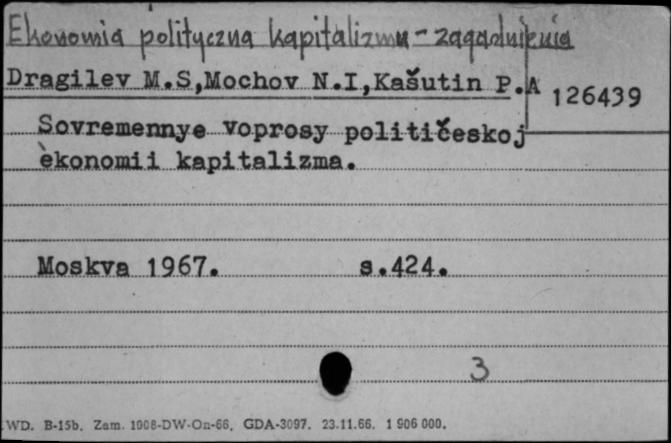 Ekonomia polityczna kapitalizmu - zagadnienia
Dragilev M.S,Mochov N.I,Kašutin P.A
126439
Sovremennye voprosy političeskoj
èkonomii kapitalizma.
Moskva 1967. s.424.
3
WD. B-15b. Zam. 1908-DW-On-66. GDA-3097. 23.11.66. 1 906 000.